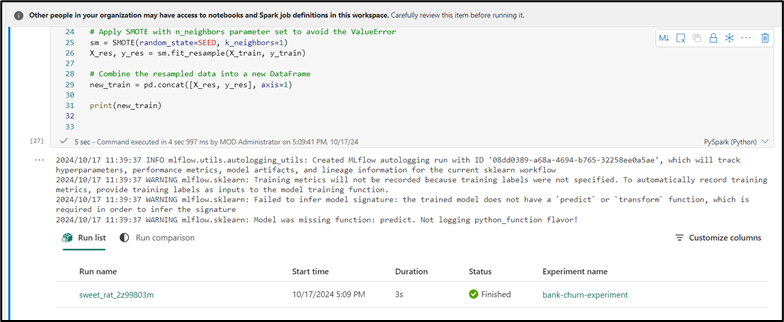 Other people in your organization may have access to notebooks and Spark job definitions in this workspace. Carefully review this item before running it.
24 # Apply SMOTE with n_neighbors parameter set to avoid the ValueError
25 sm = SMOTE(random_state=SEED, k_neighbors=1)
26 X_res, y_res = sm.fit_resample(X_train, y_train)
27
28 # Combine the resampled data into a new DataFrame
29 new_train = pd.concat([X_res, y_res], axis=1)
30
31 print(new_train)
32
33
[27] 5 sec - Command executed in 4 sec 997 ms by MOD Administrator on 5:09:41 PM, 10/17/24 PySpark (Python)
2024/10/17 11:39:37 INFO mlflow.utils.autologging_utils: Created MLflow autologging run with ID '08dd0389-a68a-4694-b765-32258ee0a5ae', which will track
hyperparameters, performance metrics, model artifacts, and lineage information for the current sklearn workflow
2024/10/17 11:39:37 WARNING mlflow.sklearn: Training metrics will not be recorded because training labels were not specified. To automatically record training
metrics, provide training labels as inputs to the model training function.
2024/10/17 11:39:37 WARNING mlflow.sklearn: Failed to infer model signature: the trained model does not have a `predict` or `transform` function, which is
required in order to infer the signature
2024/10/17 11:39:37 WARNING mlflow.sklearn: Model was missing function: predict. Not logging python_function flavor!
Run list Run comparison Customize columns
Run name Start time Duration Status Experiment name
sweet_rat_2z99803m 10/17/2024 5:09 PM 3s Finished bank-churn-experiment